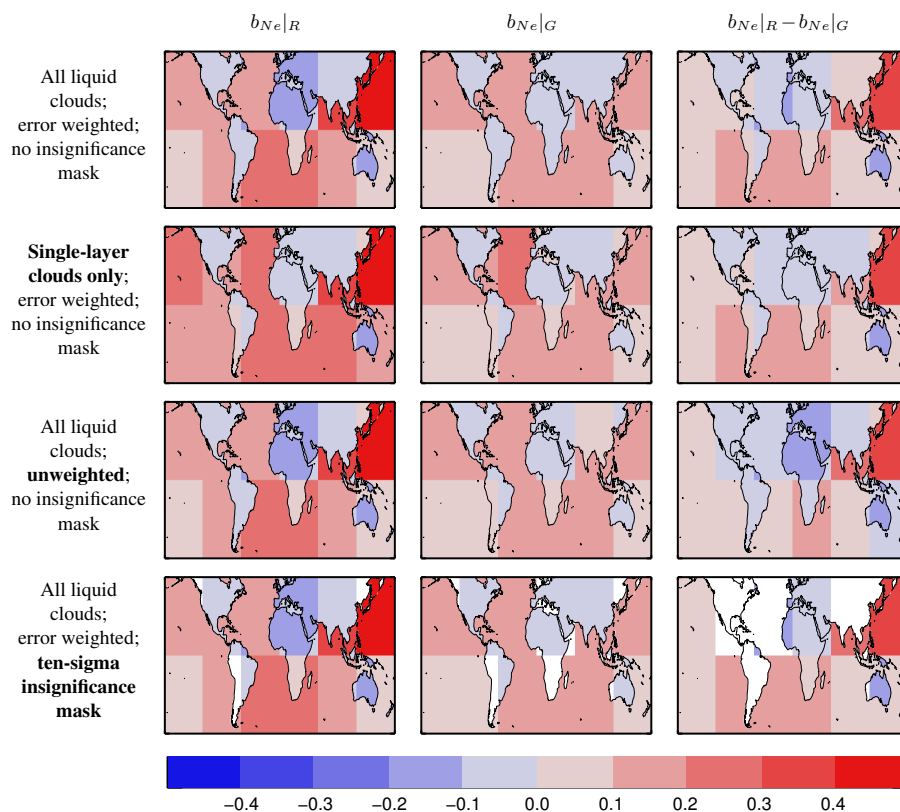 b_{Ne}|_R b_{Ne}|_G b_{Ne}|_R − b_{Ne}|_G
All liquid
clouds;
error weighted;
no insignificance
mask
Single-layer
clouds only;
error weighted;
no insignificance
mask
All liquid
clouds;
unweighted;
no insignificance
mask
All liquid
clouds;
error weighted;
ten-sigma
insignificance
mask
−0.4 −0.3 −0.2 −0.1 0.0 0.1 0.2 0.3 0.4